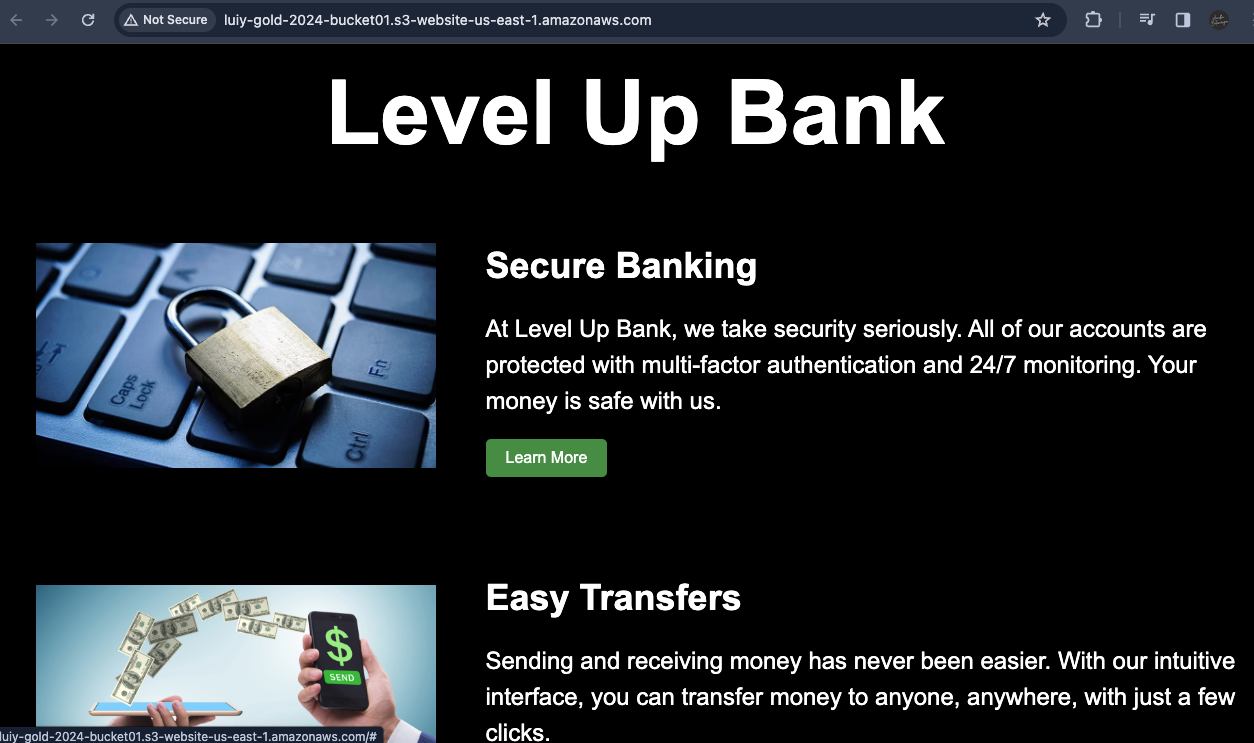 Not Secure luiy-gold-2024-bucket01.s3-website-us-east-1.amazonaws.com
Level Up Bank
Secure Banking
At Level Up Bank, we take security seriously. All of our accounts are
protected with multi-factor authentication and 24/7 monitoring. Your
money is safe with us.
Learn More
Caps
Lock
Fn
Ctrl
A
Easy Transfers
Sending and receiving money has never been easier. With our intuitive
interface, you can transfer money to anyone, anywhere, with just a few
clicks.
$
SEND
luiy-gold-2024-bucket01.s3-website-us-east-1.amazonaws.com/#